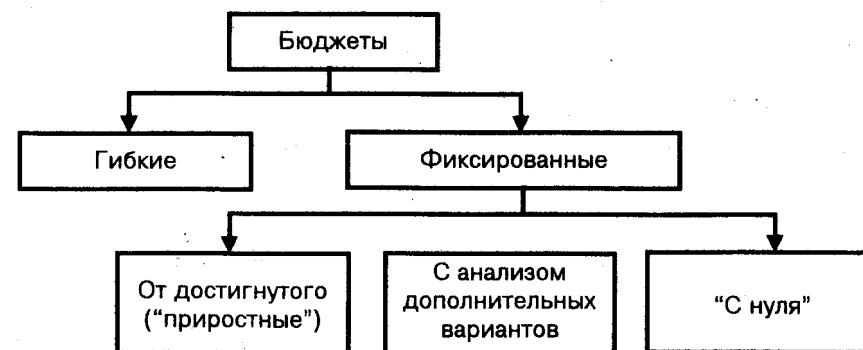 Бюджеты
Гибкие
Фиксированные
От достигнутого
(“приростные”)
С анализом
дополнительных
вариантов
“С нуля”